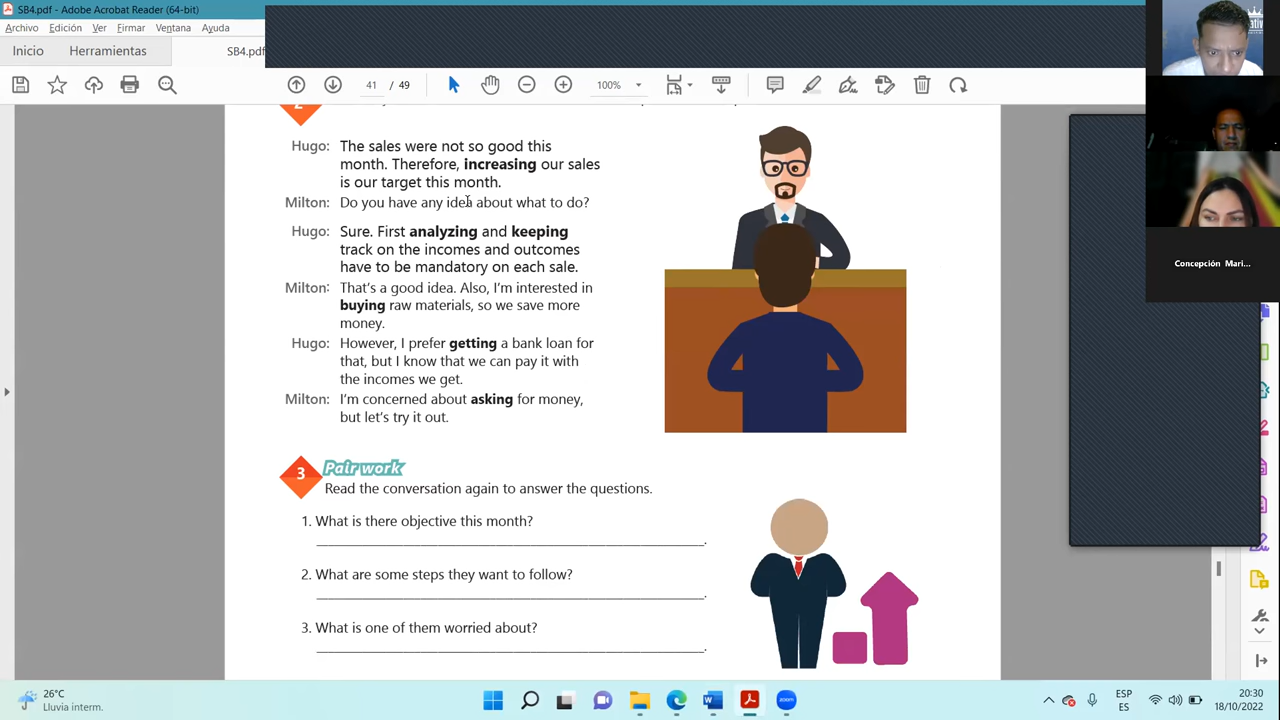 SB4.pdf - Adobe Acrobat Reader (64-bit)
Archivo Edición Ver Firmar Ventana Ayuda
Inicio Herramientas SB4.pdf
41 / 49 100%
2
Hugo: The sales were not so good this
month. Therefore, increasing our sales
is our target this month.
Milton: Do you have any idea about what to do?
Hugo: Sure. First analyzing and keeping
track on the incomes and outcomes
have to be mandatory on each sale.
Milton: That's a good idea. Also, I'm interested in
buying raw materials, so we save more
money.
Hugo: However, I prefer getting a bank loan for
that, but I know that we can pay it with
the incomes we get.
Milton: I'm concerned about asking for money,
but let's try it out.
3 Pair work
Read the conversation again to answer the questions.
1. What is there objective this month?
2. What are some steps they want to follow?
3. What is one of them worried about?
Concepción Mari...
26°C
Lluvia interm.
zoom
ESP
ES
20:30
18/10/2022